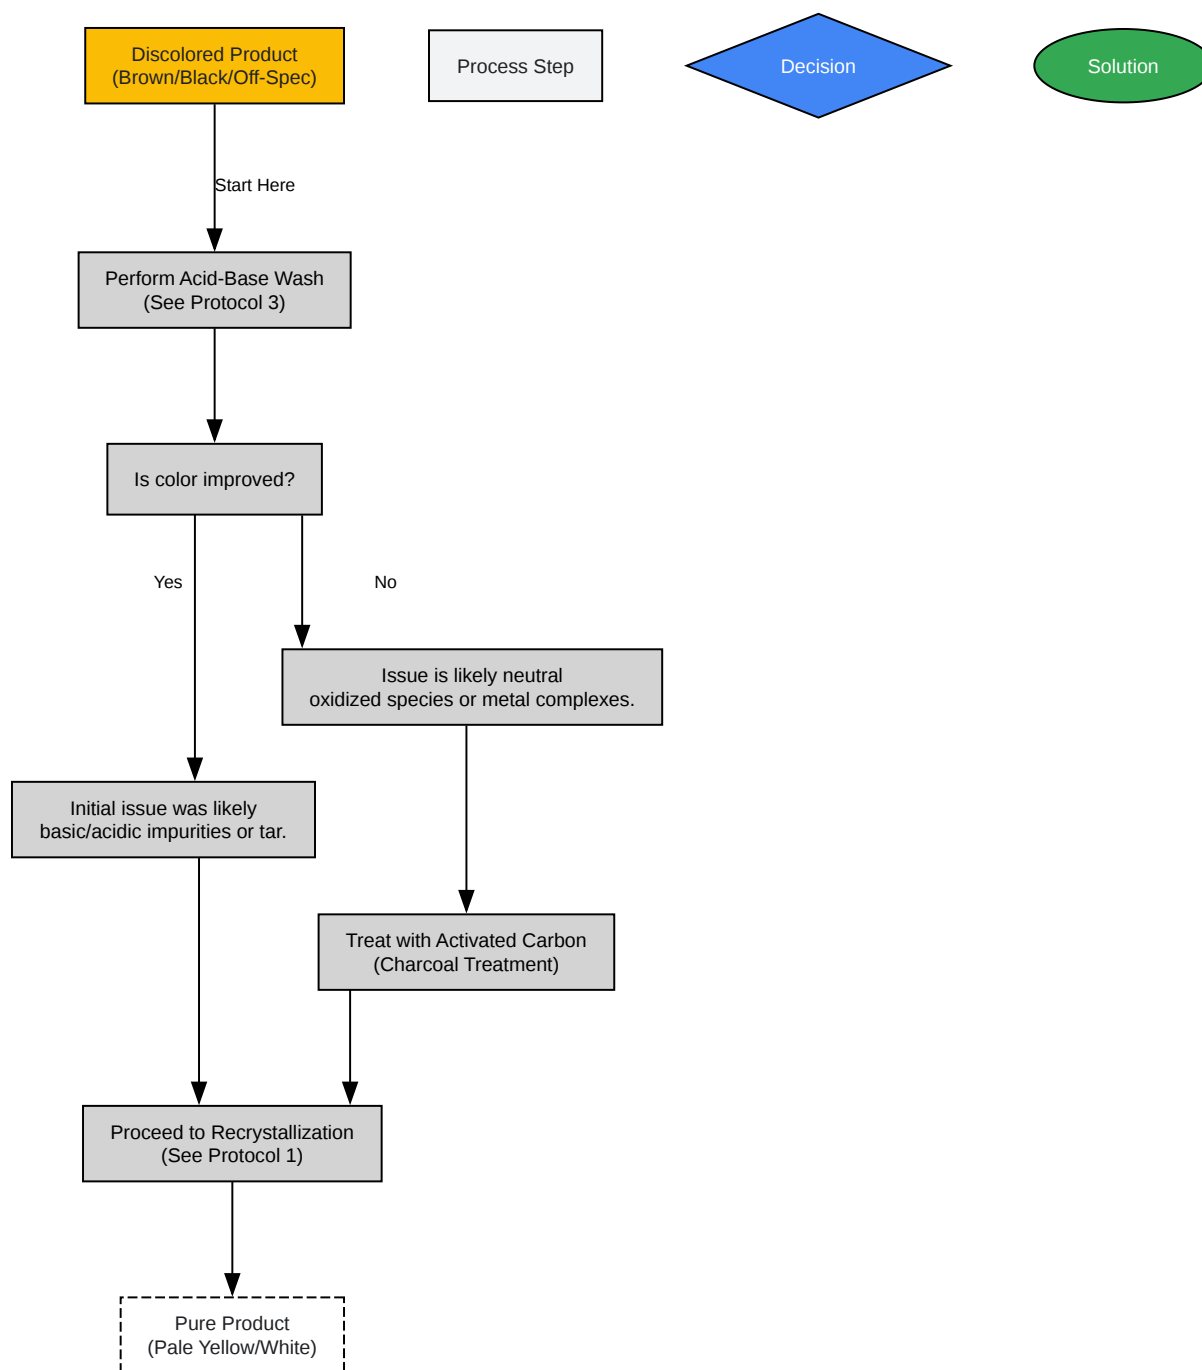 Discolored Product
(Brown/Black/Off-Spec)
Process Step
Decision
Solution
Start Here
Perform Acid-Base Wash
(See Protocol 3)
Is color improved?
Yes
No
Issue is likely neutral
oxidized species or metal complexes.
Initial issue was likely
basic/acidic impurities or tar.
Treat with Activated Carbon
(Charcoal Treatment)
Proceed to Recrystallization
(See Protocol 1)
Pure Product
(Pale Yellow/White)